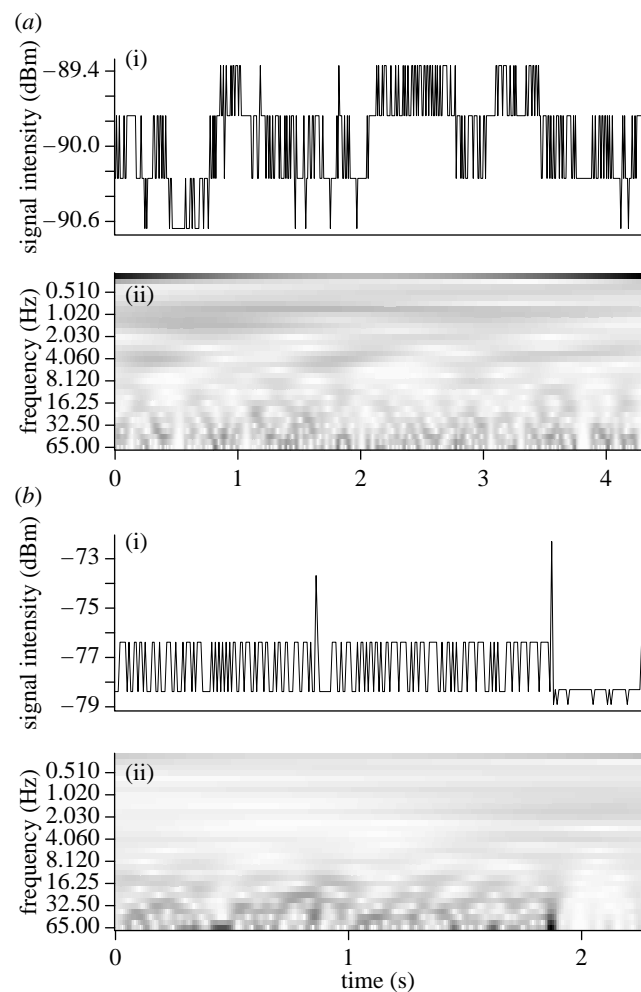 (a)
(i)
signal intensity (dBm)
−89.4
−90.0
−90.6
(ii)
frequency (Hz)
0.510
1.020
2.030
4.060
8.120
16.25
32.50
65.00
0 1 2 3 4
(b)
(i)
signal intensity (dBm)
−73
−75
−77
−79
(ii)
frequency (Hz)
0.510
1.020
2.030
4.060
8.120
16.25
32.50
65.00
0 1 2
time (s)